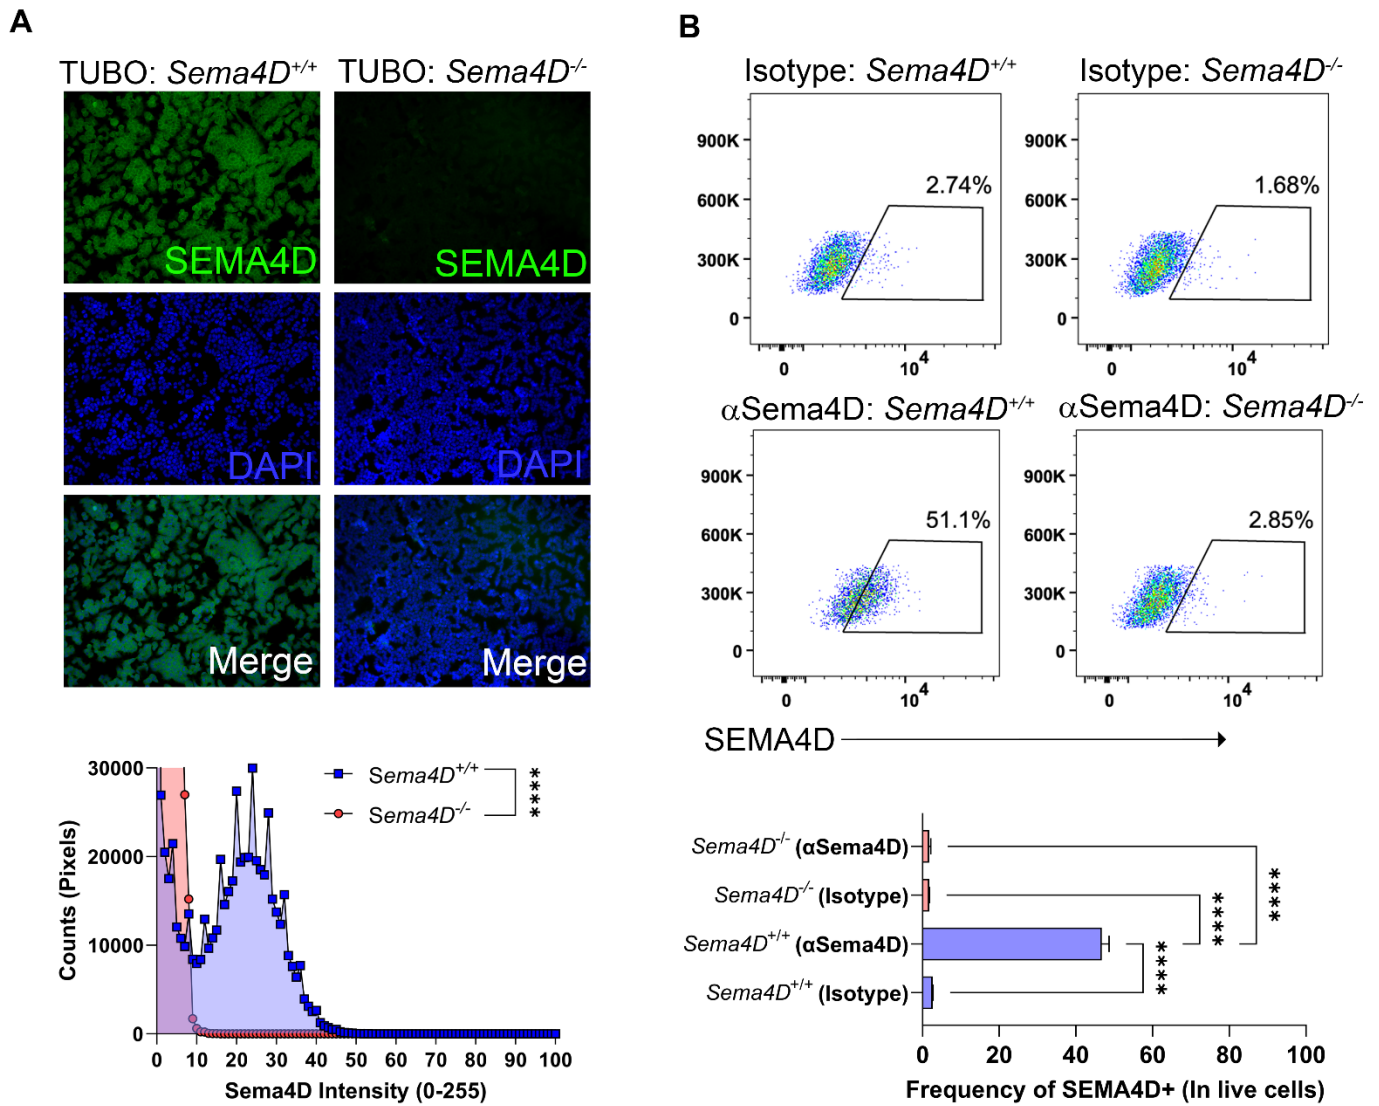 A
TUBO: Sema4D+/+
TUBO: Sema4D-/-
SEMA4D
SEMA4D
DAPI
DAPI
Merge
Merge
30000
20000
10000
0
Counts (Pixels)
0 10 20 30 40 50 60 70 80 90 100
Sema4D Intensity (0-255)
Sema4D+/+
Sema4D-/-
****
B
Isotype: Sema4D+/+
900K
600K
300K
0
2.74%
0 10^4
Isotype: Sema4D-/-
900K
600K
300K
0
1.68%
0 10^4
αSema4D: Sema4D+/+
900K
600K
300K
0
51.1%
0 10^4
αSema4D: Sema4D-/-
900K
600K
300K
0
2.85%
0 10^4
SEMA4D
Sema4D-/- (αSema4D)
Sema4D-/- (Isotype)
Sema4D+/+ (αSema4D)
Sema4D+/+ (Isotype)
****
****
****
0 20 40 60 80 100
Frequency of SEMA4D+ (In live cells)